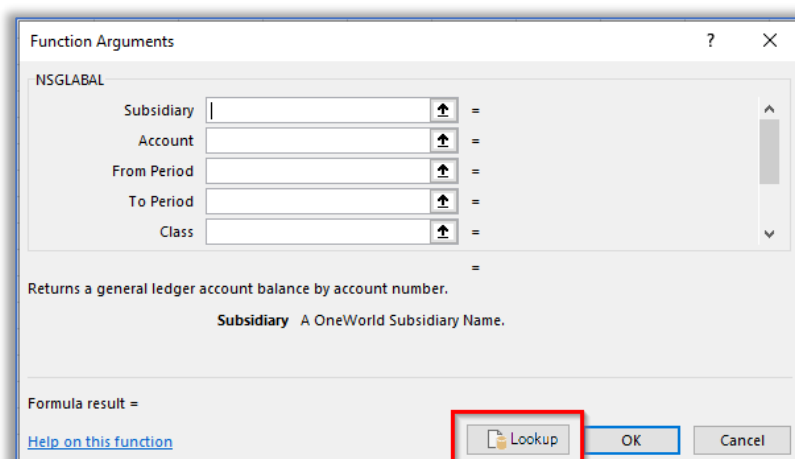 Function Arguments ? X
NSGLABAL
Subsidiary =
Account =
From Period =
To Period =
Class =
=
Returns a general ledger account balance by account number.
Subsidiary A OneWorld Subsidiary Name.
Formula result =
Help on this function Lookup OK Cancel